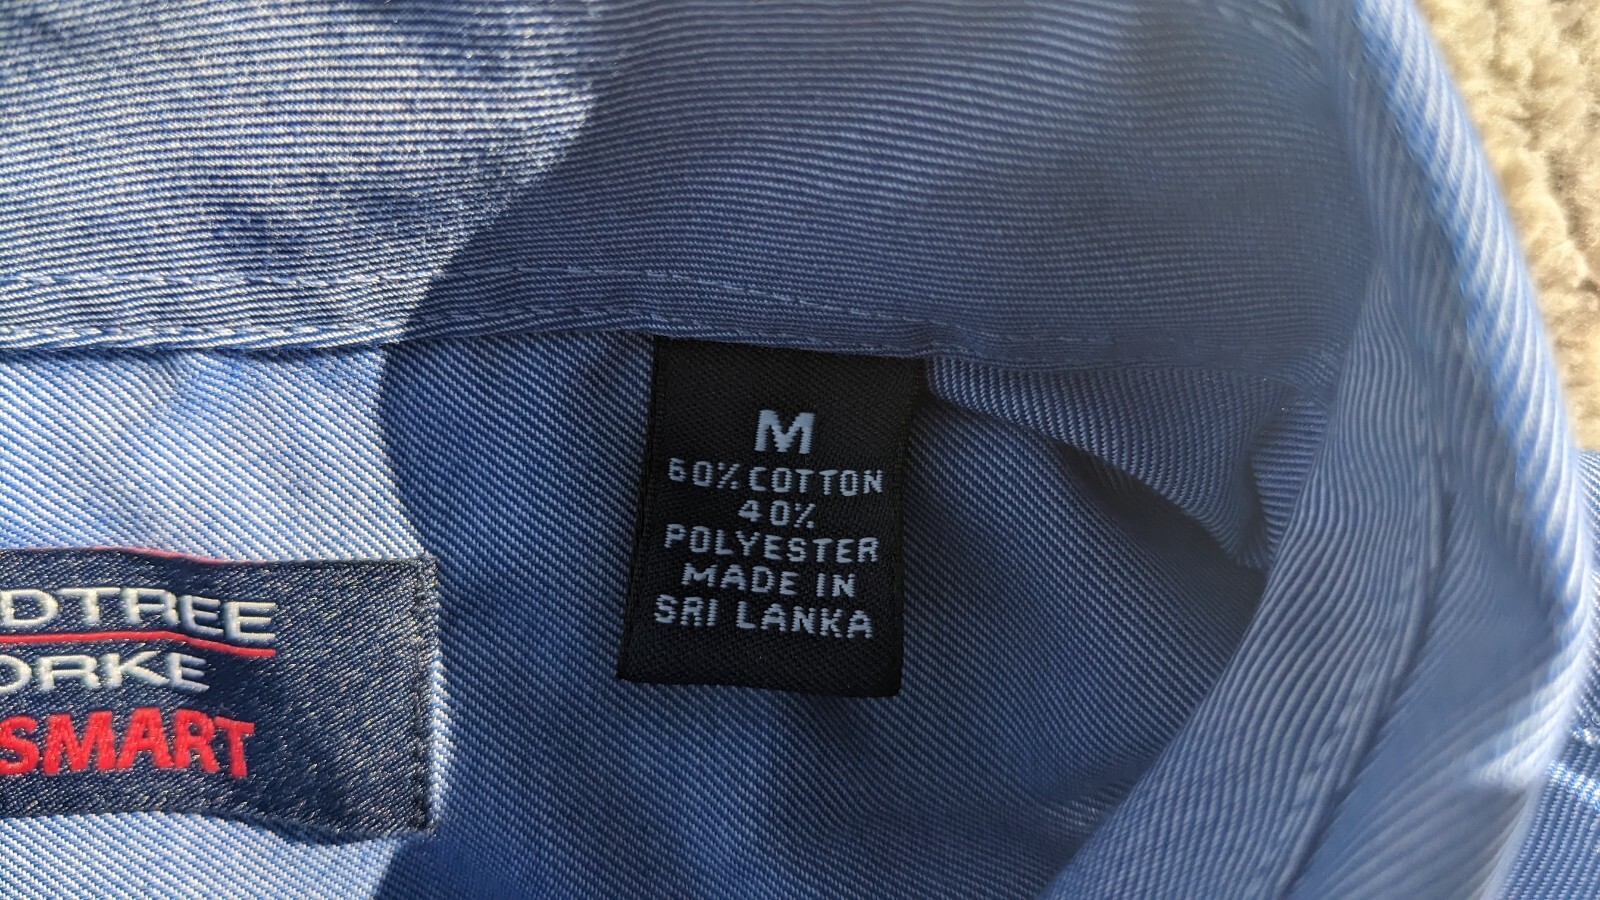 M
60% COTTON
40%
POLYESTER
MADE IN
SRI LANKA
DTREE
ORKE
SMART